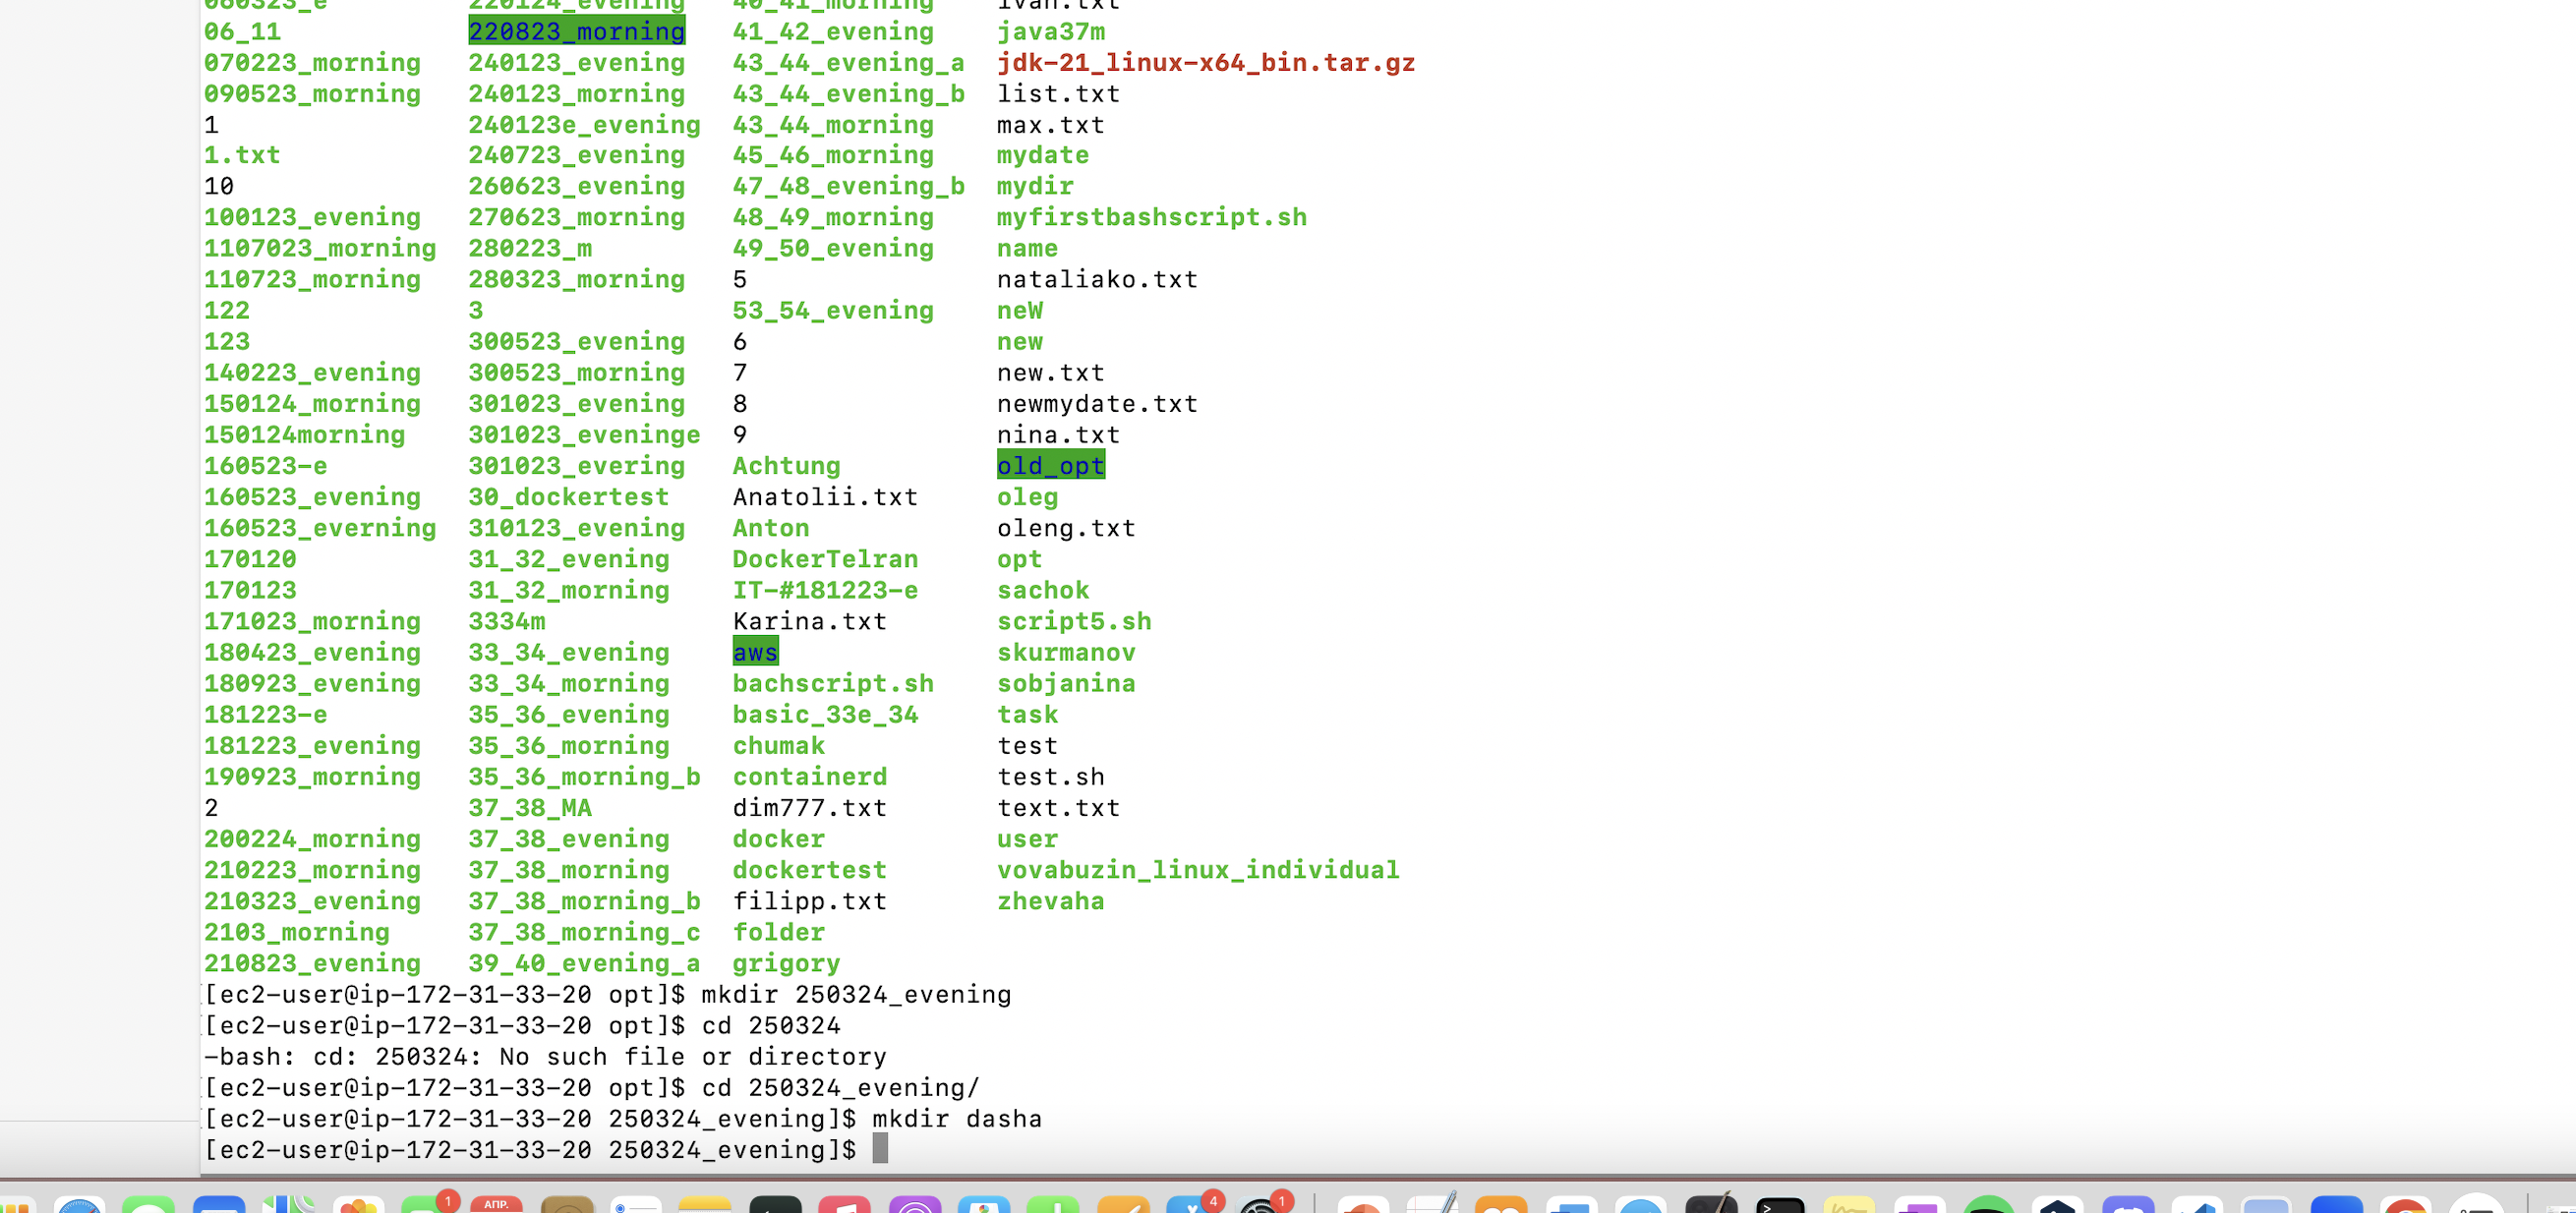 060323_e 220124_evening 40_41_morning ivan.txt
06_11 220823_morning 41_42_evening java37m
070223_morning 240123_evening 43_44_evening_a jdk-21_linux-x64_bin.tar.gz
090523_morning 240123_morning 43_44_evening_b list.txt
1 240123e_evening 43_44_morning max.txt
1.txt 240723_evening 45_46_morning mydate
10 260623_evening 47_48_evening_b mydir
100123_evening 270623_morning 48_49_morning myfirstbashscript.sh
1107023_morning 280223_m 49_50_evening name
110723_morning 280323_morning 5 nataliako.txt
122 3 53_54_evening neW
123 300523_evening 6 new
140223_evening 300523_morning 7 new.txt
150124_morning 301023_evening 8 newmydate.txt
150124morning 301023_eveninge 9 nina.txt
160523-e 301023_evering Achtung old_opt
160523_evening 30_dockertest Anatolii.txt oleg
160523_everning 310123_evening Anton oleng.txt
170120 31_32_evening DockerTelran opt
170123 31_32_morning IT-#181223-e sachok
171023_morning 3334m Karina.txt script5.sh
180423_evening 33_34_evening aws skurmanov
180923_evening 33_34_morning bachscript.sh sobjanina
181223-e 35_36_evening basic_33e_34 task
181223_evening 35_36_morning chumak test
190923_morning 35_36_morning_b containerd test.sh
2 37_38_MA dim777.txt text.txt
200224_morning 37_38_evening docker user
210223_morning 37_38_morning dockertest vovabuzin_linux_individual
210323_evening 37_38_morning_b filipp.txt zhevaha
2103_morning 37_38_morning_c folder
210823_evening 39_40_evening_a grigory
[ec2-user@ip-172-31-33-20 opt]$ mkdir 250324_evening
[ec2-user@ip-172-31-33-20 opt]$ cd 250324
-bash: cd: 250324: No such file or directory
[ec2-user@ip-172-31-33-20 opt]$ cd 250324_evening/
[ec2-user@ip-172-31-33-20 250324_evening]$ mkdir dasha
[ec2-user@ip-172-31-33-20 250324_evening]$
1 АПР. 4 1